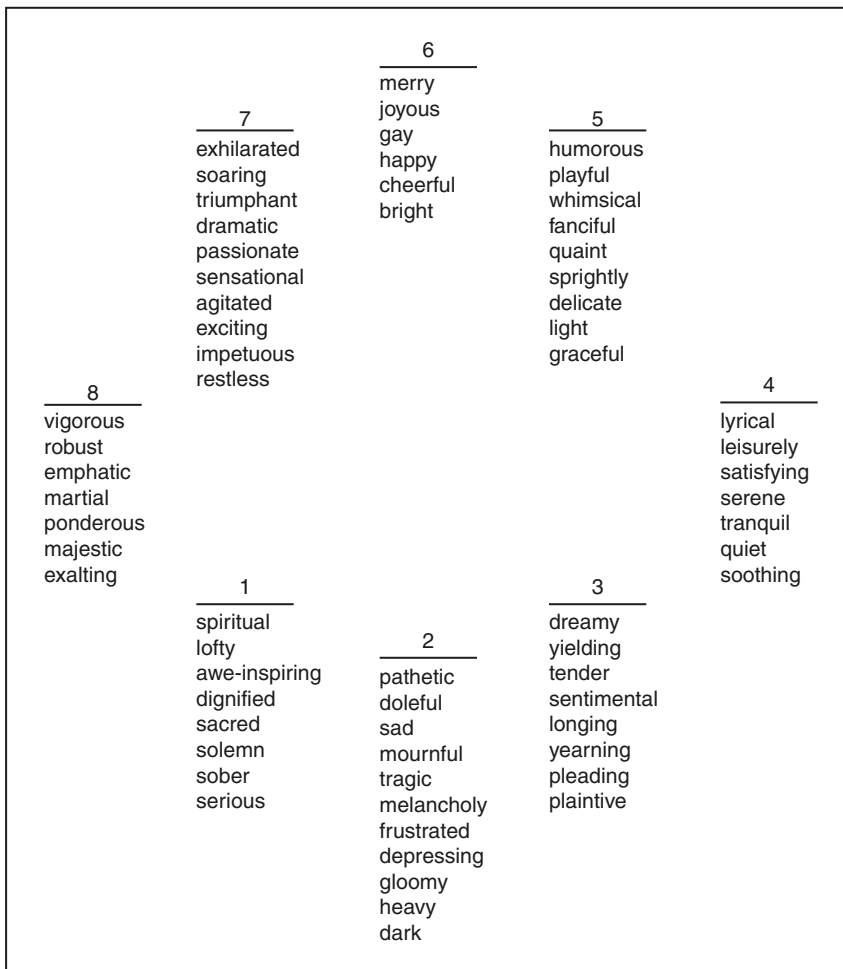 6
merry
joyous
gay
happy
cheerful
bright
7
exhilarated
soaring
triumphant
dramatic
passionate
sensational
agitated
exciting
impetuous
restless
5
humorous
playful
whimsical
fanciful
quaint
sprightly
delicate
light
graceful
8
vigorous
robust
emphatic
martial
ponderous
majestic
exalting
4
lyrical
leisurely
satisfying
serene
tranquil
quiet
soothing
1
spiritual
lofty
awe-inspiring
dignified
sacred
solemn
sober
serious
2
pathetic
doleful
sad
mournful
tragic
melancholy
frustrated
depressing
gloomy
heavy
dark
3
dreamy
yielding
tender
sentimental
longing
yearning
pleading
plaintive